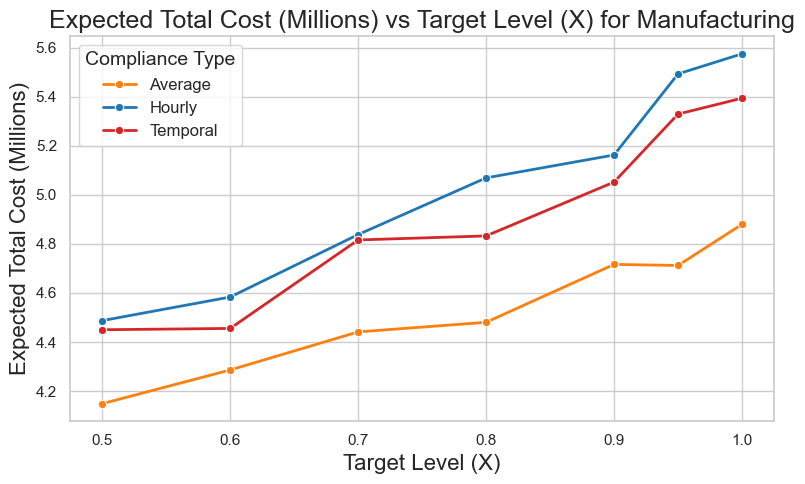 Expected Total Cost (Millions) vs Target Level (X) for Manufacturing
Compliance Type
Average
Hourly
Temporal
Expected Total Cost (Millions)
5.6
5.4
5.2
5.0
4.8
4.6
4.4
4.2
0.5 0.6 0.7 0.8 0.9 1.0
Target Level (X)